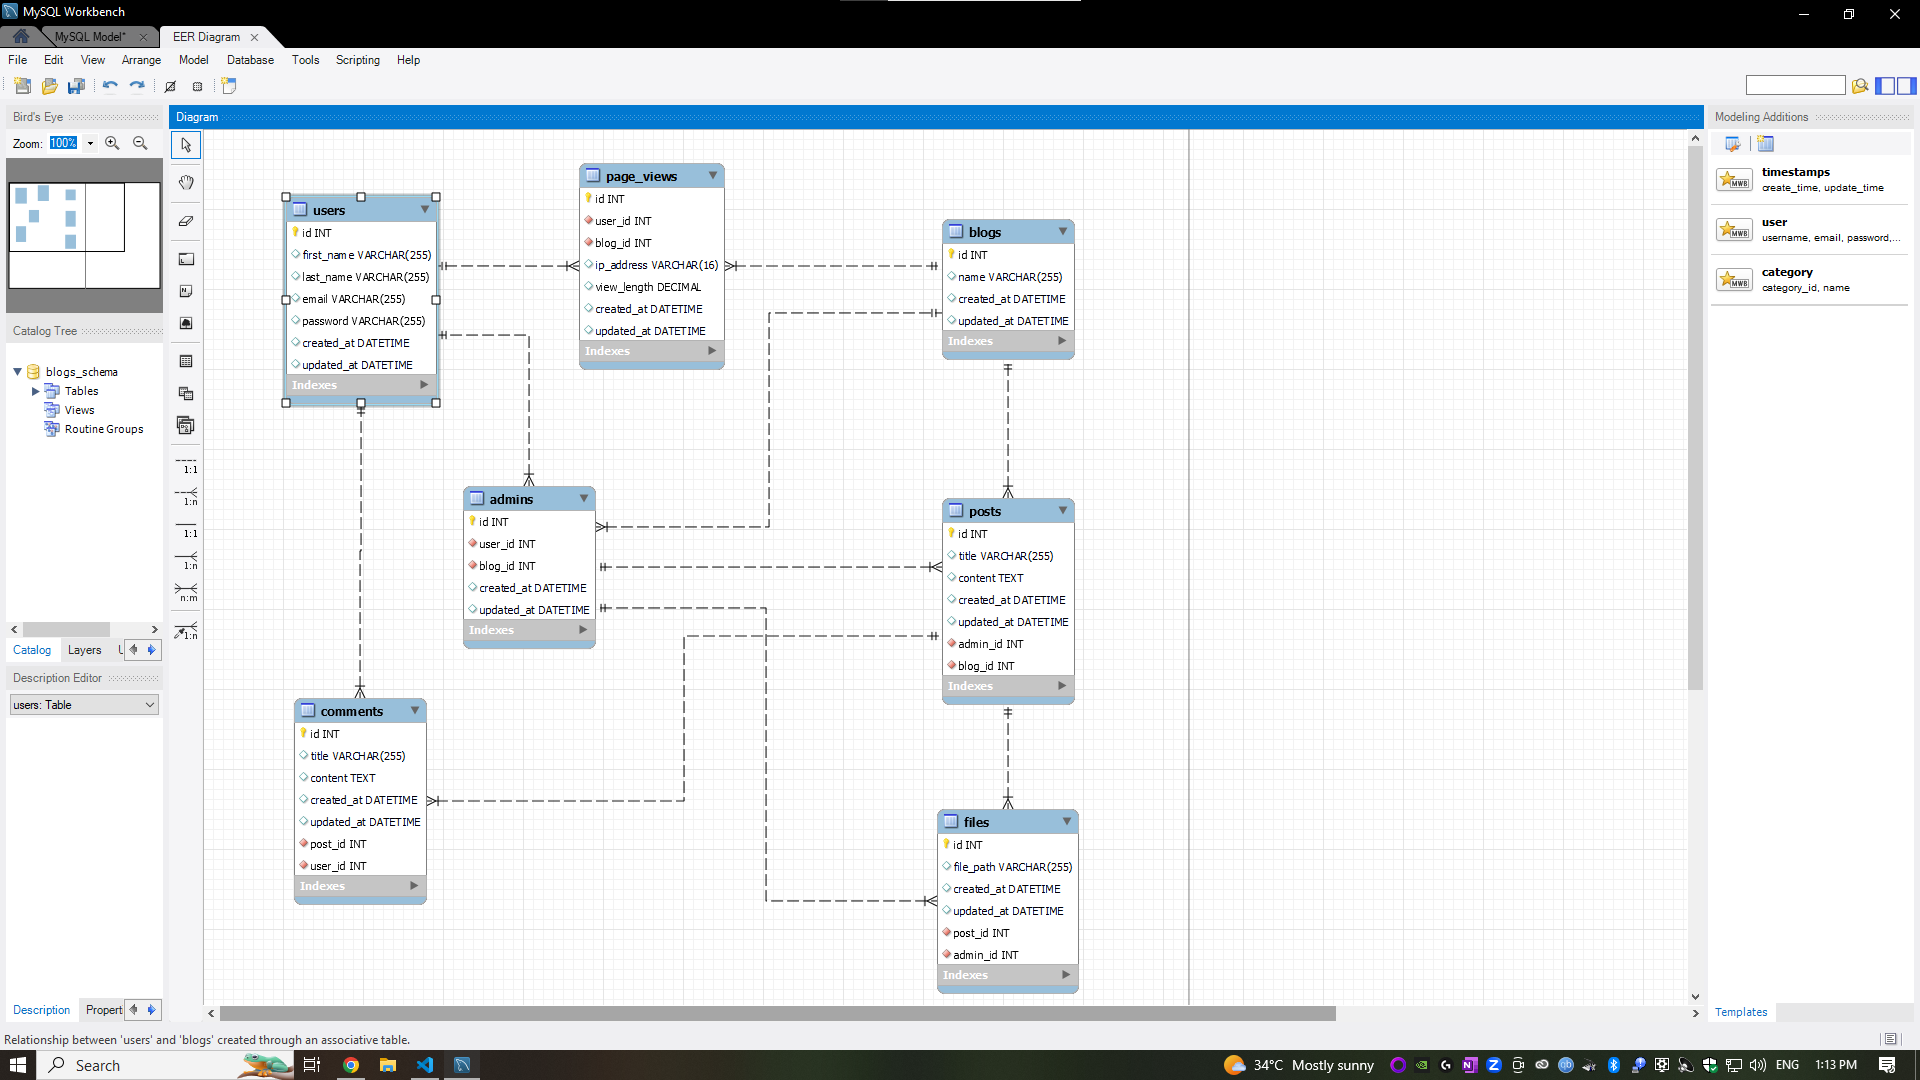 MySQL Workbench
MySQL Model*
EER Diagram
File Edit View Arrange Model Database Tools Scripting Help
Bird's Eye
Zoom: 100%
Catalog Tree
blogs_schema
Tables
Views
Routine Groups
Catalog Layers
Description Editor
users: Table
Description Properti
Diagram
1:1
1:n
1:1
1:n
n:m
1:n
users
id INT
first_name VARCHAR(255)
last_name VARCHAR(255)
email VARCHAR(255)
password VARCHAR(255)
created_at DATETIME
updated_at DATETIME
Indexes
page_views
id INT
user_id INT
blog_id INT
ip_address VARCHAR(16)
view_length DECIMAL
created_at DATETIME
updated_at DATETIME
Indexes
blogs
id INT
name VARCHAR(255)
created_at DATETIME
updated_at DATETIME
Indexes
admins
id INT
user_id INT
blog_id INT
created_at DATETIME
updated_at DATETIME
Indexes
posts
id INT
title VARCHAR(255)
content TEXT
created_at DATETIME
updated_at DATETIME
admin_id INT
blog_id INT
Indexes
comments
id INT
title VARCHAR(255)
content TEXT
created_at DATETIME
updated_at DATETIME
post_id INT
user_id INT
Indexes
files
id INT
file_path VARCHAR(255)
created_at DATETIME
updated_at DATETIME
post_id INT
admin_id INT
Indexes
Modeling Additions
MWB
timestamps
create_time, update_time
MWB
user
username, email, password,...
MWB
category
category_id, name
Templates
Relationship between 'users' and 'blogs' created through an associative table.
Search
34°C Mostly sunny
ENG
1:13 PM